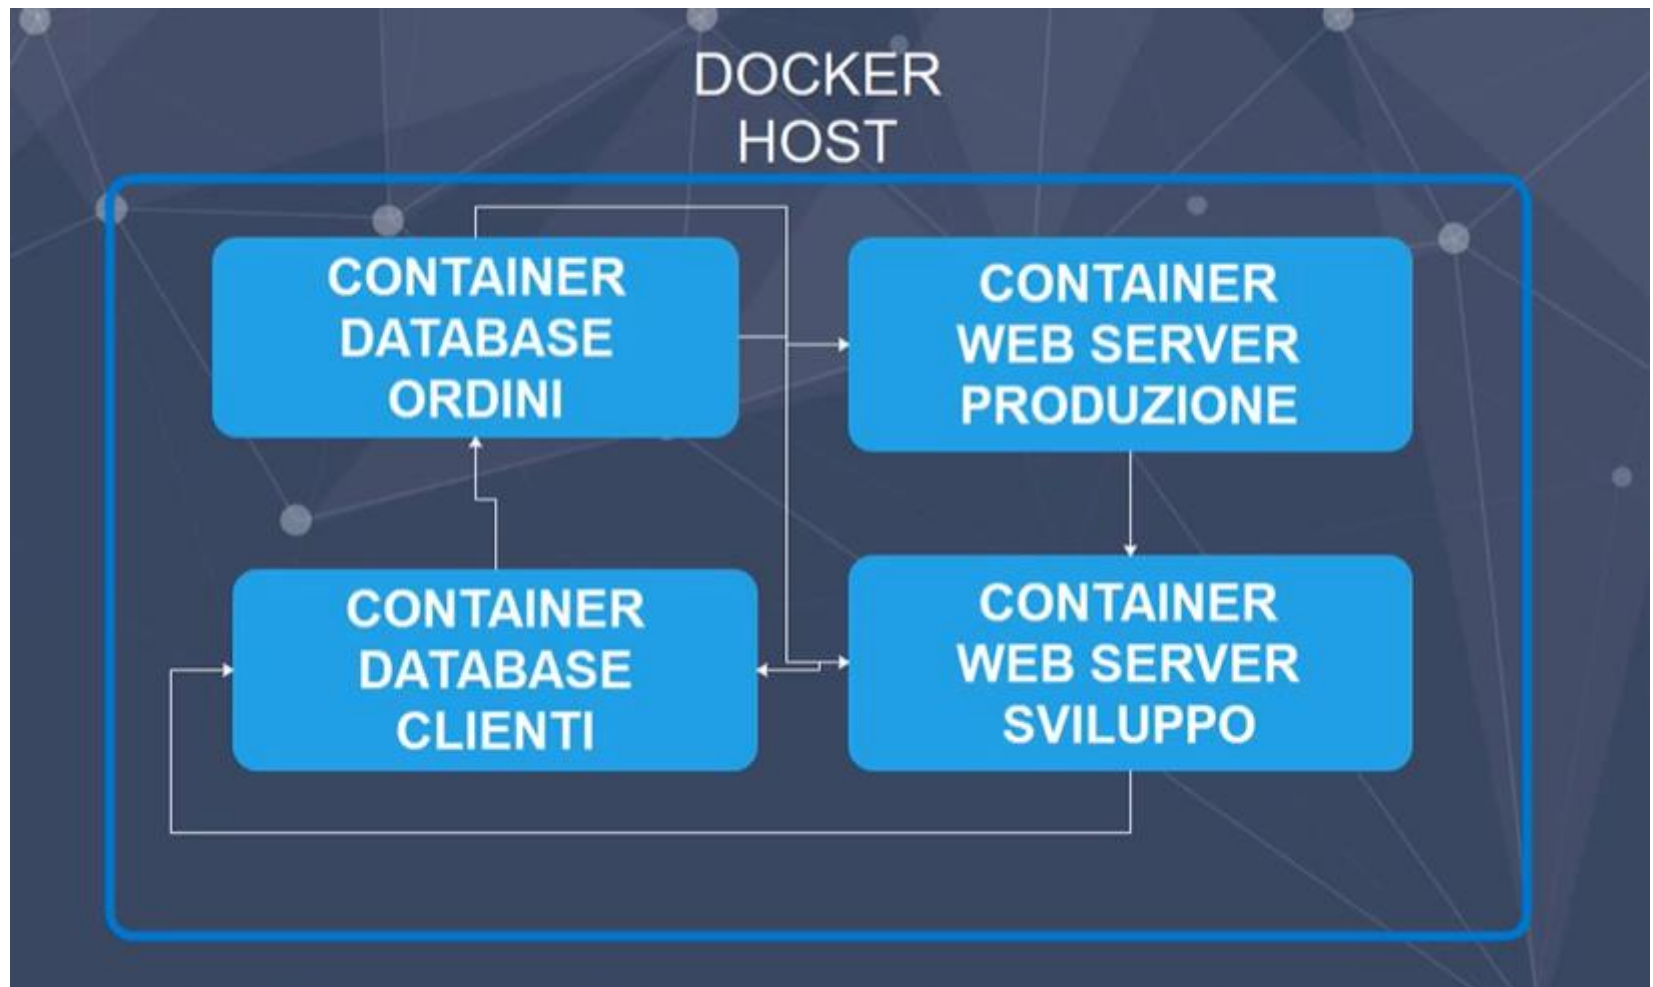 DOCKER
HOST
CONTAINER
DATABASE
ORDINI
CONTAINER
WEB SERVER
PRODUZIONE
CONTAINER
DATABASE
CLIENTI
CONTAINER
WEB SERVER
SVILUPPO